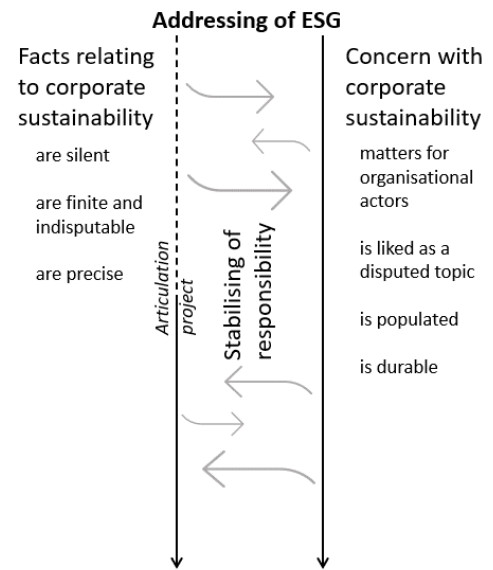 Addressing of ESG
Facts relating
to corporate
sustainability
are silent
are finite and
indisputable
are precise
Articulation
project
Stabilising of
responsibility
Concern with
corporate
sustainability
matters for
organisational
actors
is liked as a
disputed topic
is populated
is durable